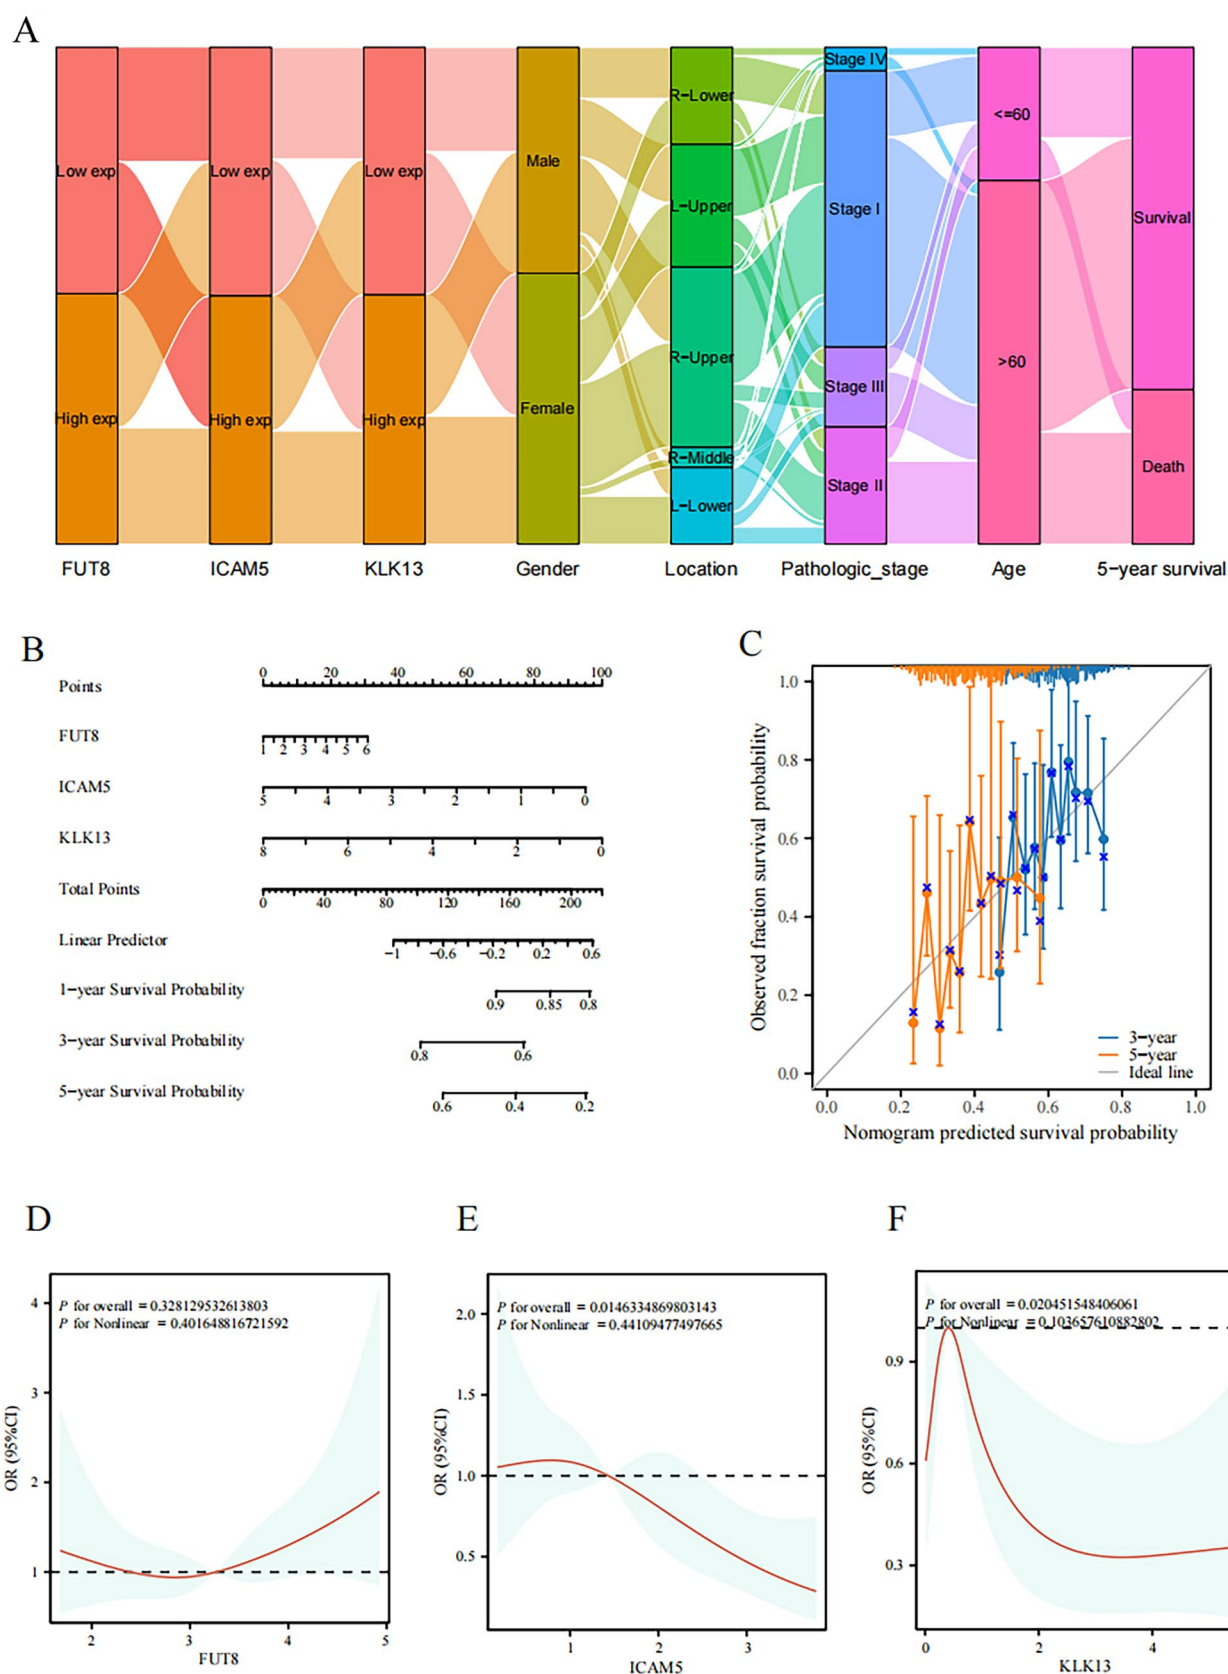 A
Low exp
High exp
Low exp
High exp
Low exp
High exp
Male
Female
R−Lower
L−Upper
R−Upper
R−Middle
L−Lower
Stage IV
Stage I
Stage III
Stage II
<=60
>60
Survival
Death
FUT8 ICAM5 KLK13 Gender Location Pathologic_stage Age 5−year survival
B
Points
0 20 40 60 80 100
FUT8
1 2 3 4 5 6
ICAM5
5 4 3 2 1 0
KLK13
8 6 4 2 0
Total Points
0 40 80 120 160 200
Linear Predictor
−1 −0.6 −0.2 0.2 0.6
1−year Survival Probability
0.9 0.85 0.8
3−year Survival Probability
0.8 0.6
5−year Survival Probability
0.6 0.4 0.2
C
Observed fraction survival probability
1.0
0.8
0.6
0.4
0.2
0.0
3−year
5−year
Ideal line
0.0 0.2 0.4 0.6 0.8 1.0
Nomogram predicted survival probability
D
P for overall = 0.328129532613803
P for Nonlinear = 0.401648816721592
OR (95%CI)
4
3
2
1
2 3 4 5
FUT8
E
P for overall = 0.0146334869803143
P for Nonlinear = 0.44109477497665
OR (95%CI)
2.0
1.5
1.0
0.5
1 2 3
ICAM5
F
P for overall = 0.020451548406061
P for Nonlinear = 0.103657610882802
OR (95%CI)
0.9
0.6
0.3
0 2 4
KLK13